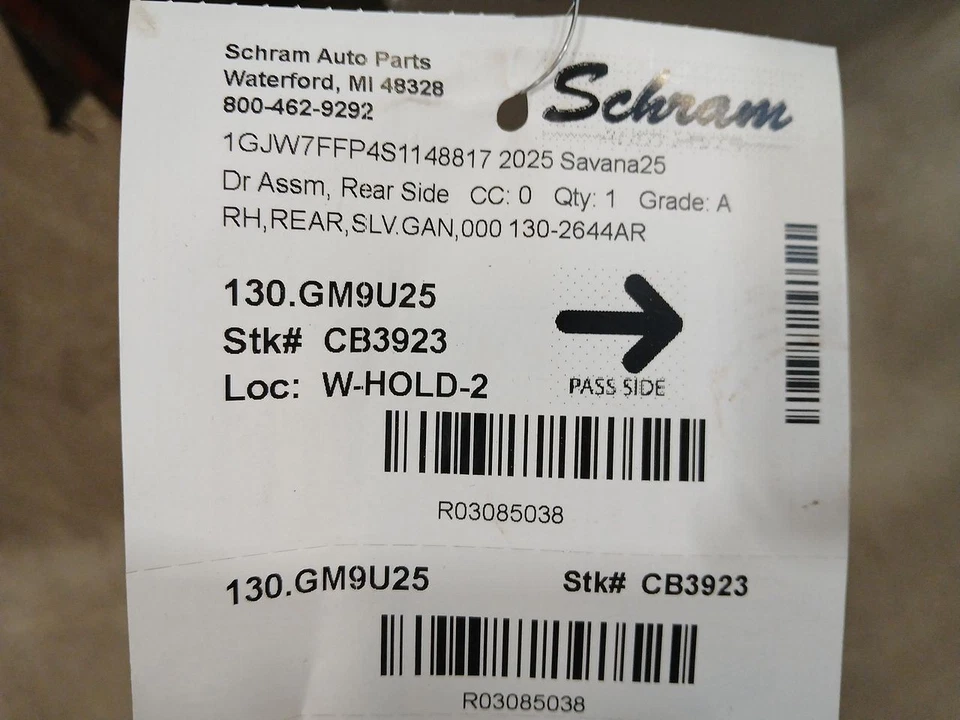 Schram Auto Parts
Waterford, MI 48328
800-462-9292
Schram
1GJW7FFP4S1148817 2025 Savana25
Dr Assm, Rear Side CC: 0 Qty: 1 Grade: A
RH,REAR,SLV.GAN,000 130-2644AR
130.GM9U25
Stk# CB3923
Loc: W-HOLD-2
PASS SIDE
R03085038
130.GM9U25 Stk# CB3923
R03085038